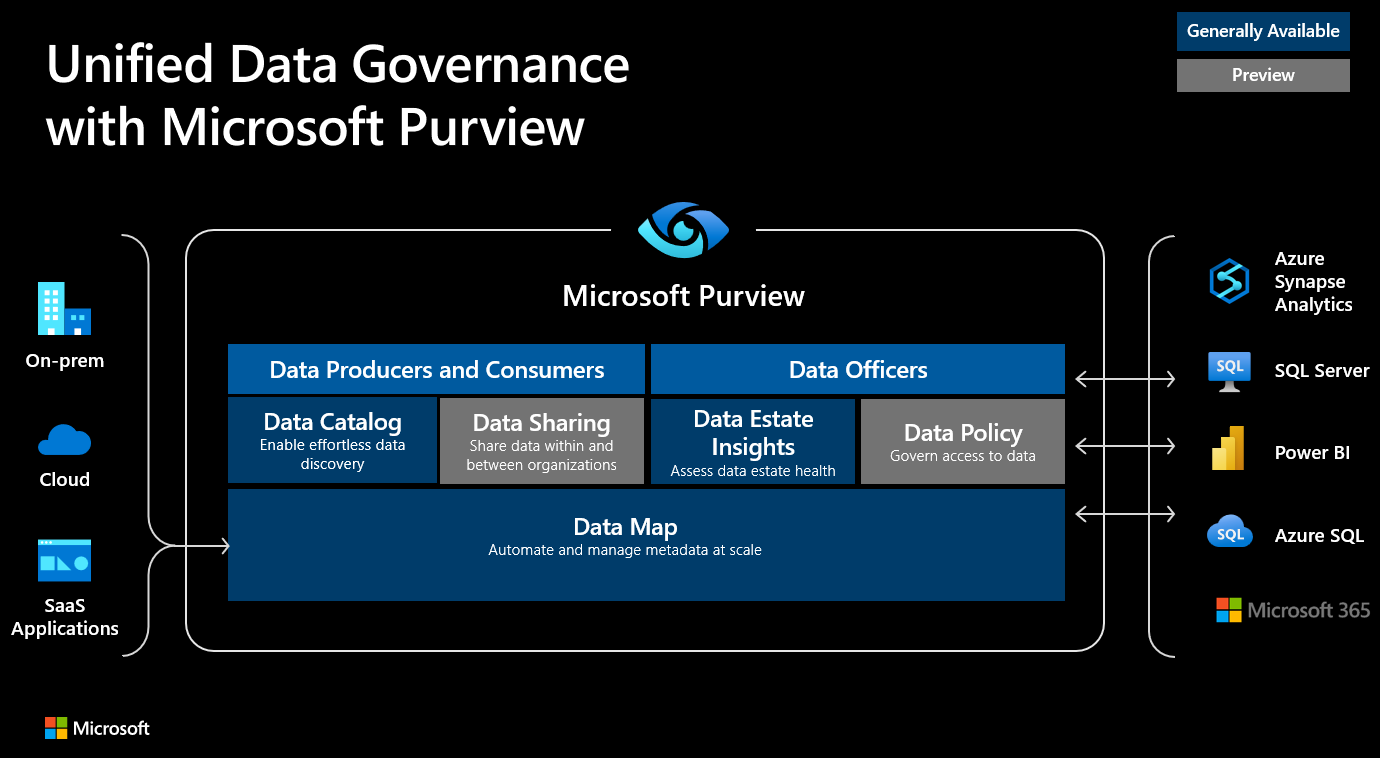 Unified Data Governance
with Microsoft Purview
Generally Available
Preview
On-prem
Cloud
SaaS
Applications
Microsoft Purview
Data Producers and Consumers
Data Officers
Data Catalog
Enable effortless data
discovery
Data Sharing
Share data within and
between organizations
Data Estate
Insights
Assess data estate health
Data Policy
Govern access to data
Data Map
Automate and manage metadata at scale
Azure
Synapse
Analytics
SQL
SQL Server
Power BI
SQL
Azure SQL
Microsoft 365
Microsoft